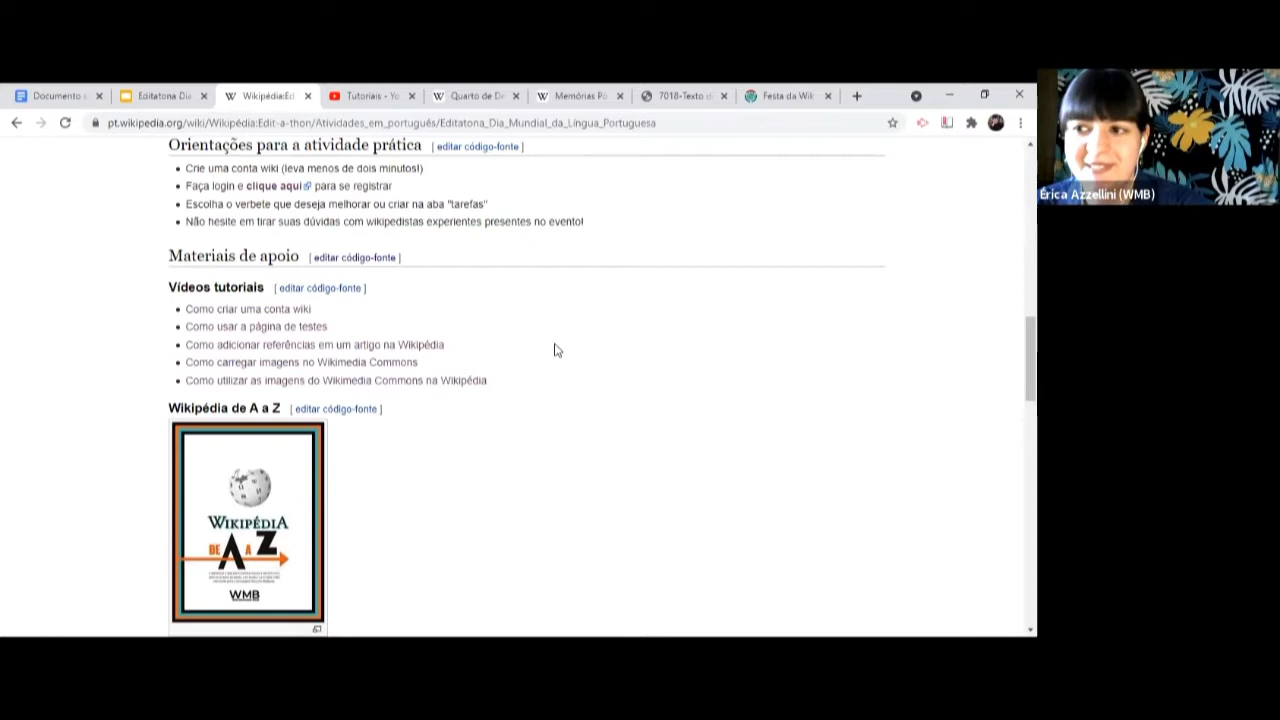 Documento s
Editatona Dia
Wikipédia:Ed
Tutoriais - Yo
Quarto de De
Memórias Pó
7018-Texto d
Festa da Wik
pt.wikipedia.org/wiki/Wikipédia:Edit-a-thon/Atividades_em_português/Editatona_Dia_Mundial_da_Língua_Portuguesa
Érica Azzellini (WMB)
Orientações para a atividade prática [ editar código-fonte ]
Crie uma conta wiki (leva menos de dois minutos!)
Faça login e clique aqui para se registrar
Escolha o verbete que deseja melhorar ou criar na aba "tarefas"
Não hesite em tirar suas dúvidas com wikipedistas experientes presentes no evento!
Materiais de apoio [ editar código-fonte ]
Vídeos tutoriais [ editar código-fonte ]
Como criar uma conta wiki
Como usar a página de testes
Como adicionar referências em um artigo na Wikipédia
Como carregar imagens no Wikimedia Commons
Como utilizar as imagens do Wikimedia Commons na Wikipédia
Wikipédia de A a Z [ editar código-fonte ]
WIKIPÉDIA
DE A A Z
WMB